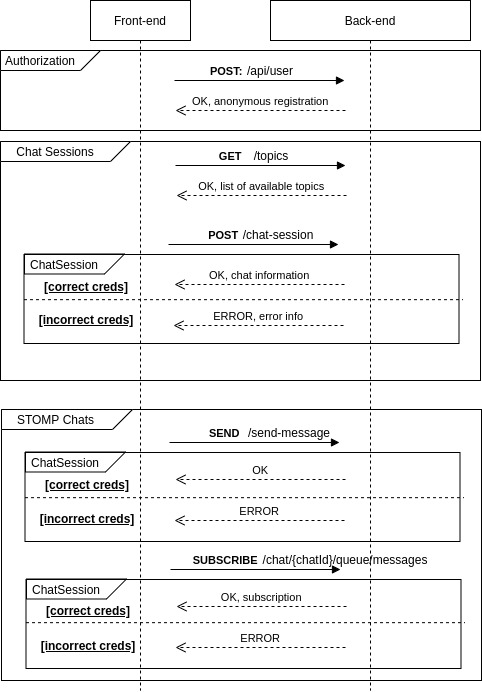 Front-end
Back-end
Authorization
POST: /api/user
OK, anonymous registration
Chat Sessions
GET /topics
OK, list of available topics
POST /chat-session
ChatSession
OK, chat information
[correct creds]
[incorrect creds]
ERROR, error info
STOMP Chats
SEND /send-message
ChatSession
OK
[correct creds]
ERROR
[incorrect creds]
SUBSCRIBE /chat/{chatId}/queue/messages
ChatSession
OK, subscription
[correct creds]
ERROR
[incorrect creds]